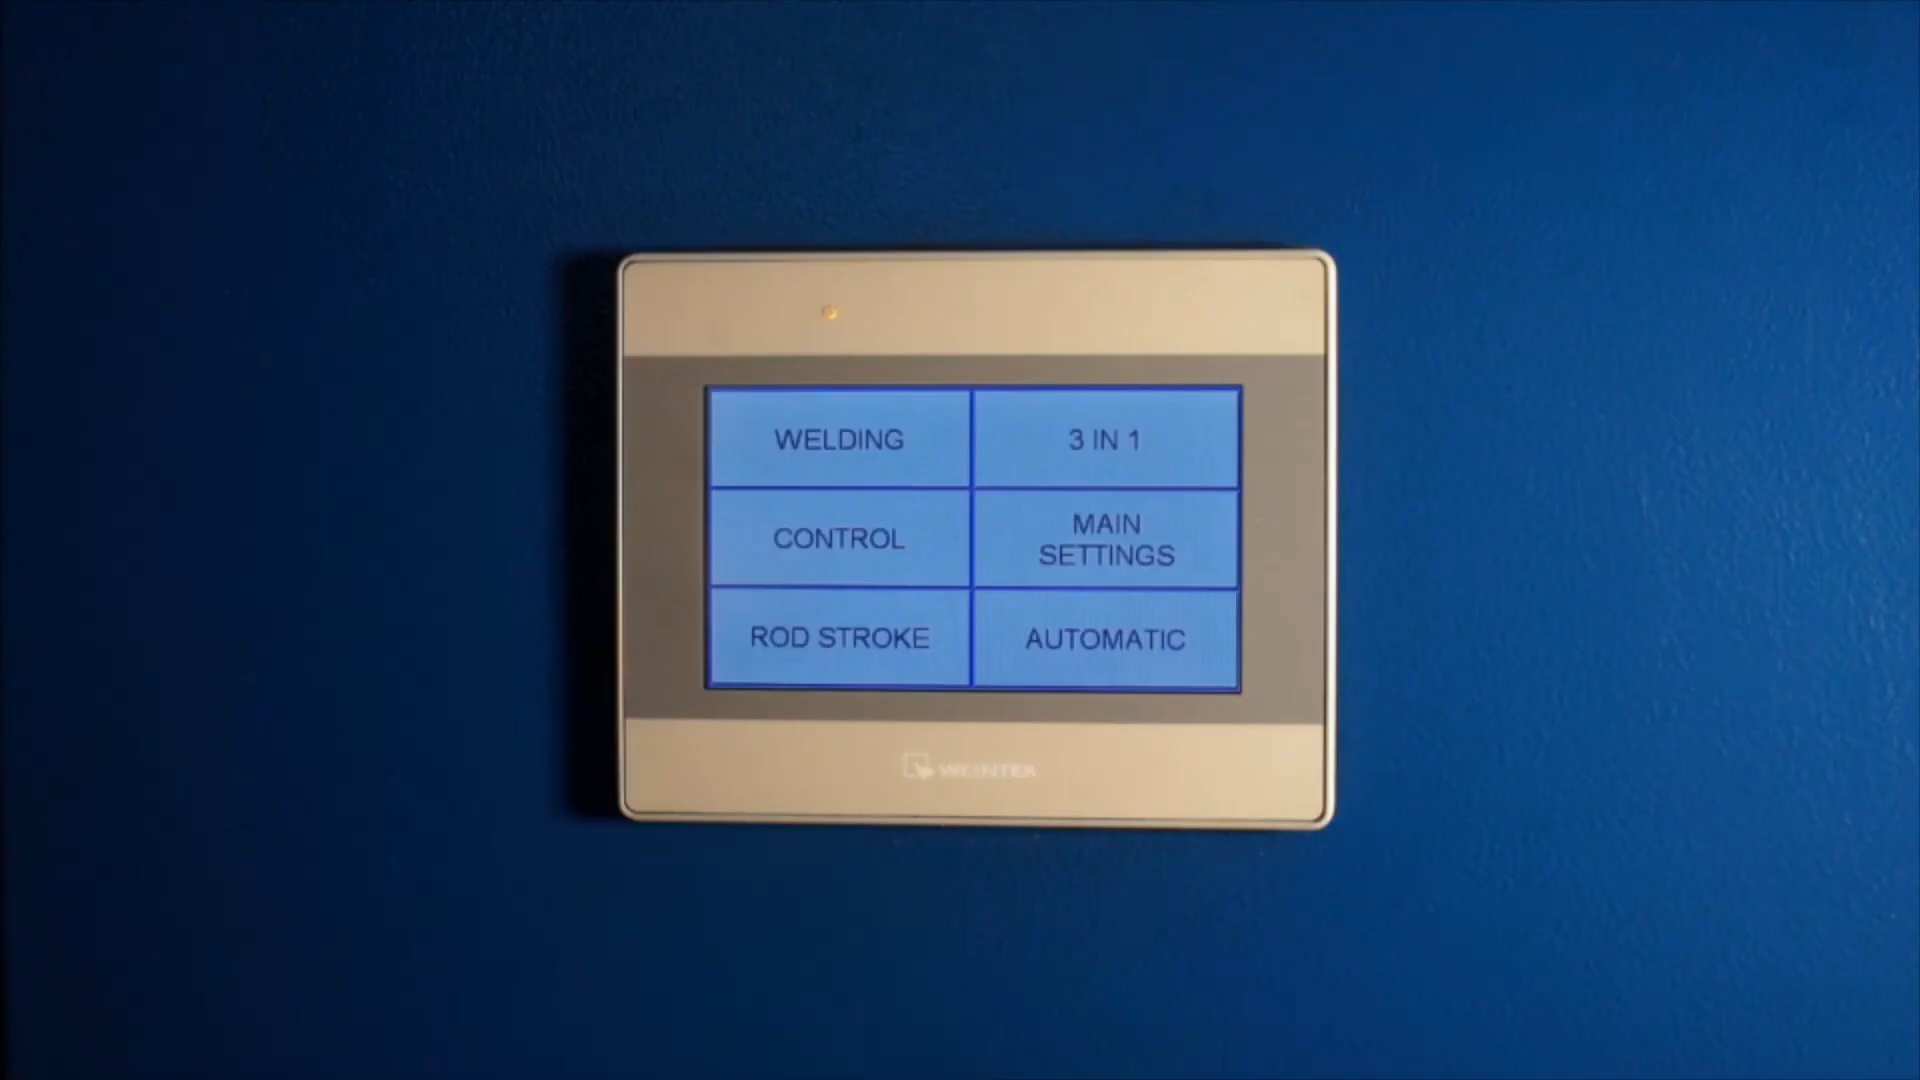 WELDING
3 IN 1
CONTROL
MAIN
SETTINGS
ROD STROKE
AUTOMATIC
WEINTEK